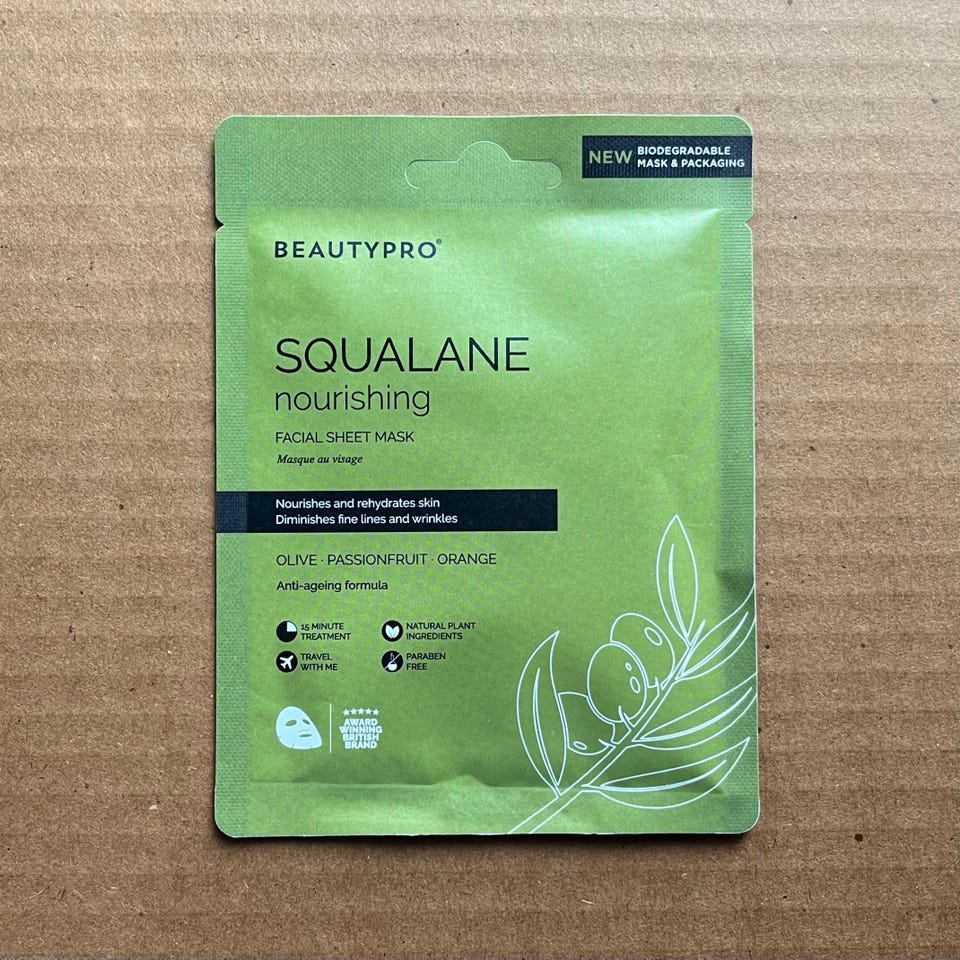 NEW BIODEGRADABLE
MASK & PACKAGING
BEAUTYPRO®
SQUALANE
nourishing
FACIAL SHEET MASK
Masque au visage
Nourishes and rehydrates skin
Diminishes fine lines and wrinkles
OLIVE · PASSIONFRUIT · ORANGE
Anti-ageing formula
15 MINUTE
TREATMENT
NATURAL PLANT
INGREDIENTS
TRAVEL
WITH ME
PARABEN
FREE
AWARD
WINNING
BRITISH
BRAND